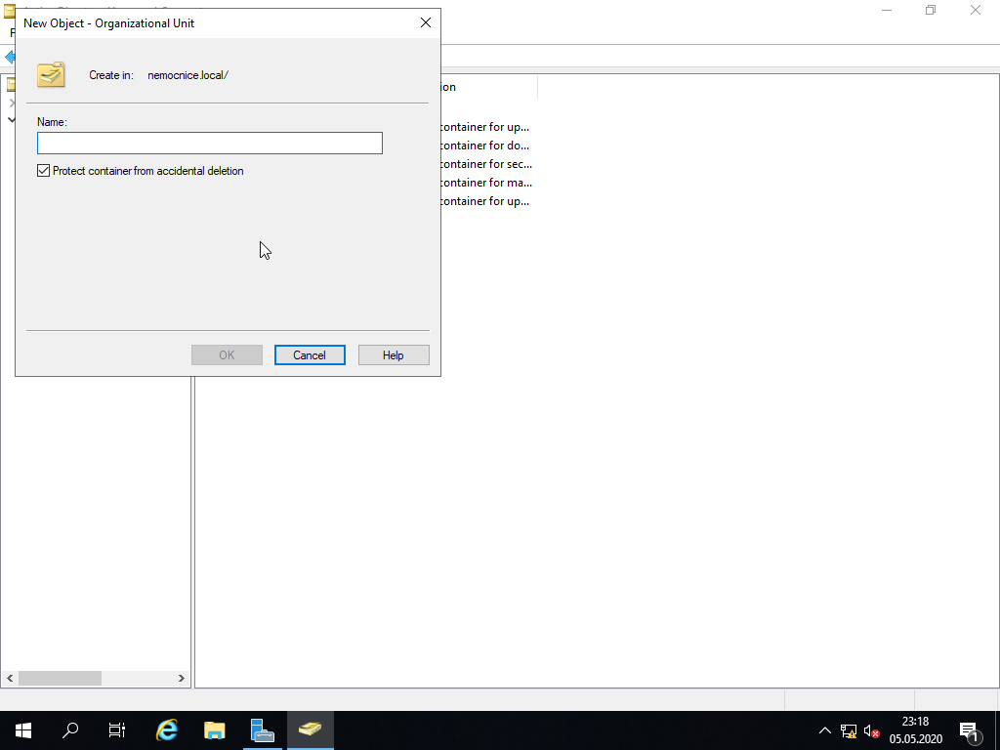 New Object - Organizational Unit
Create in: nemocnice.local/
Name:
Protect container from accidental deletion
OK Cancel Help
container for up...
container for do...
container for sec...
container for ma...
container for up...
23:18
05.05.2020
1